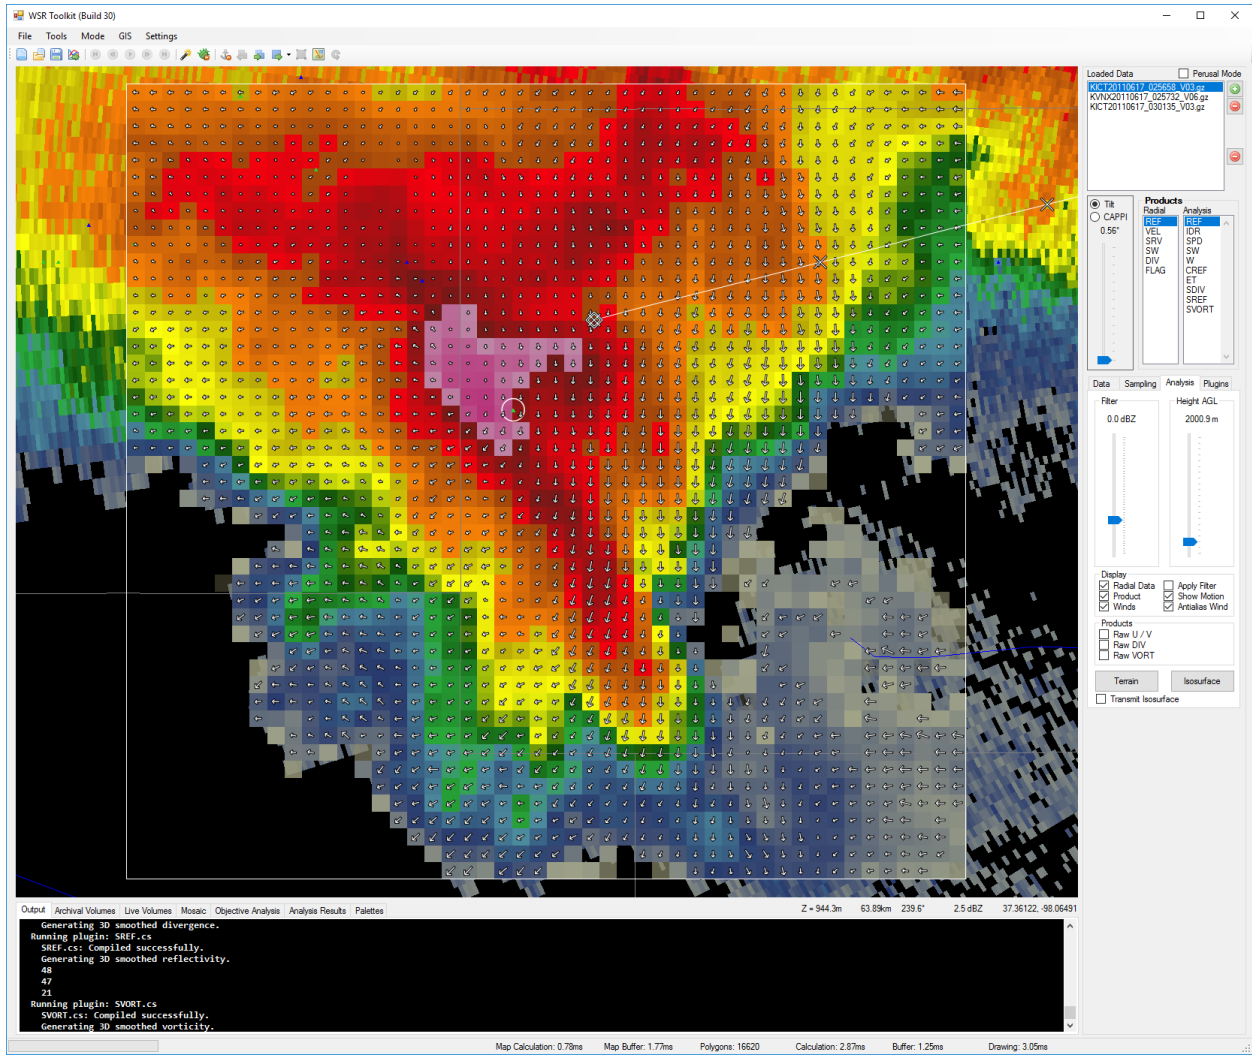 WSR Toolkit (Build 30)
File Tools Mode GIS Settings
Loaded Data Perusal Mode
KICT20110617_025658_V03.gz
KVNX20110617_025732_V06.gz
KICT20110617_030135_V03.gz
Tilt
CAPPI
0.56°
Products
Radial Analysis
REF REF
VEL IDR
SRV SPD
SW SW
DIV W
FLAG CREF
ET
SDIV
SREF
SVORT
Data Sampling Analysis Plugins
Filter Height AGL
0.0 dBZ 2000.9 m
Display
Radial Data Apply Filter
Product Show Motion
Winds Antialias Wind
Products
Raw U / V
Raw DIV
Raw VORT
Terrain Isosurface
Transmit Isosurface
Output Archival Volumes Live Volumes Mosaic Objective Analysis Analysis Results Palettes
Z = 944.3m 63.89km 239.6° 2.5 dBZ 37.36122, -98.06491
Generating 3D smoothed divergence.
Running plugin: SREF.cs
SREF.cs: Compiled successfully.
Generating 3D smoothed reflectivity.
48
47
21
Running plugin: SVORT.cs
SVORT.cs: Compiled successfully.
Generating 3D smoothed vorticity.
Map Calculation: 0.78ms Map Buffer: 1.77ms Polygons: 16620 Calculation: 2.87ms Buffer: 1.25ms Drawing: 3.05ms